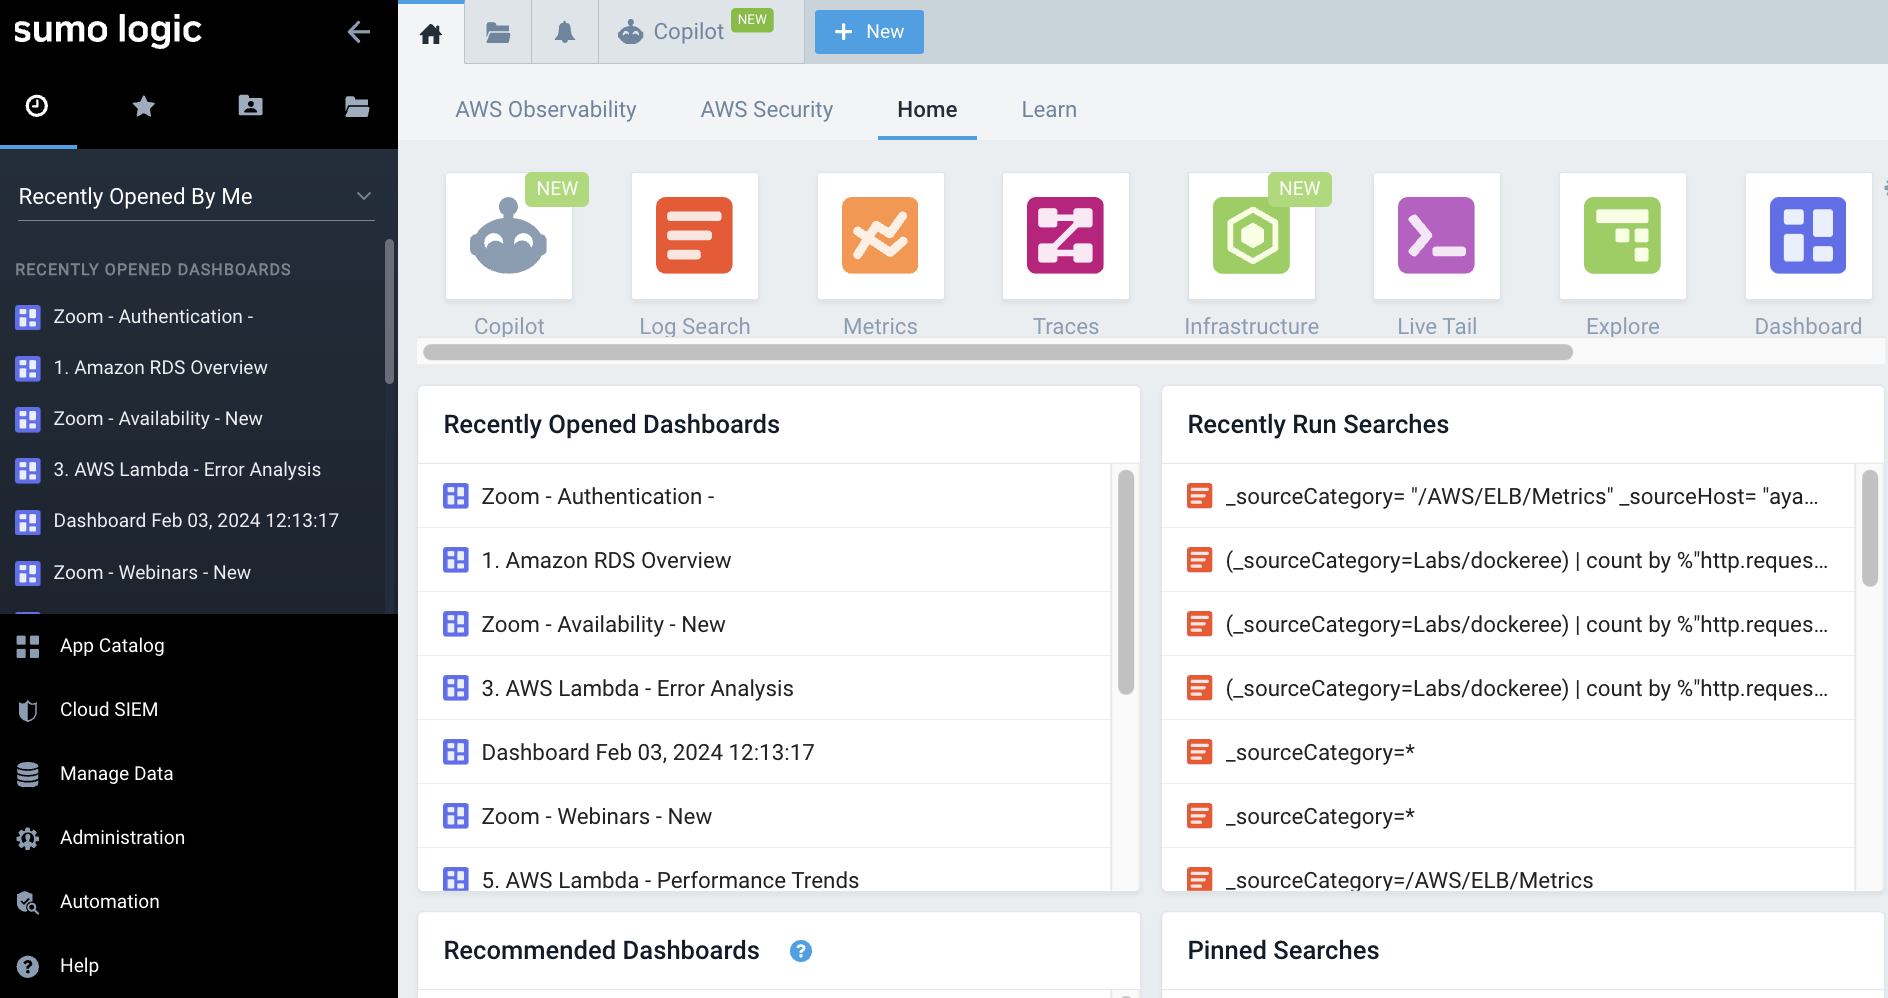 sumo logic
Copilot
NEW
+ New
AWS Observability
AWS Security
Home
Learn
Recently Opened By Me
RECENTLY OPENED DASHBOARDS
Zoom - Authentication -
1. Amazon RDS Overview
Zoom - Availability - New
3. AWS Lambda - Error Analysis
Dashboard Feb 03, 2024 12:13:17
Zoom - Webinars - New
App Catalog
Cloud SIEM
Manage Data
Administration
Automation
Help
NEW
NEW
Copilot
Log Search
Metrics
Traces
Infrastructure
Live Tail
Explore
Dashboard
Recently Opened Dashboards
Zoom - Authentication -
1. Amazon RDS Overview
Zoom - Availability - New
3. AWS Lambda - Error Analysis
Dashboard Feb 03, 2024 12:13:17
Zoom - Webinars - New
5. AWS Lambda - Performance Trends
Recently Run Searches
_sourceCategory= "/AWS/ELB/Metrics" _sourceHost= "aya...
(_sourceCategory=Labs/dockeree) | count by %"http.reques...
(_sourceCategory=Labs/dockeree) | count by %"http.reques...
(_sourceCategory=Labs/dockeree) | count by %"http.reques...
_sourceCategory=*
_sourceCategory=*
_sourceCategory=/AWS/ELB/Metrics
Recommended Dashboards ?
Pinned Searches